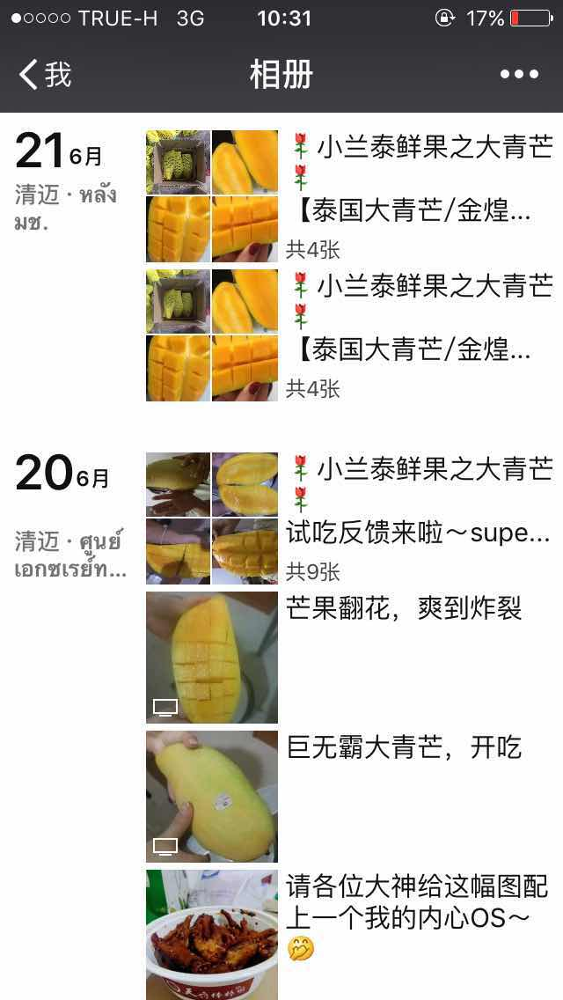 TRUE-H 3G 10:31 17%
我 相册
21 6月
清迈 · หลัง
มช.
🌹小兰泰鲜果之大青芒
🌹
【泰国大青芒/金煌...
共4张
🌹小兰泰鲜果之大青芒
🌹
【泰国大青芒/金煌...
共4张
20 6月
清迈 · ศูนย์
เอกซเรย์ท...
🌹小兰泰鲜果之大青芒
🌹
试吃反馈来啦～supe...
共9张
芒果翻花，爽到炸裂
巨无霸大青芒，开吃
请各位大神给这幅图配
上一个我的内心OS～
🤭